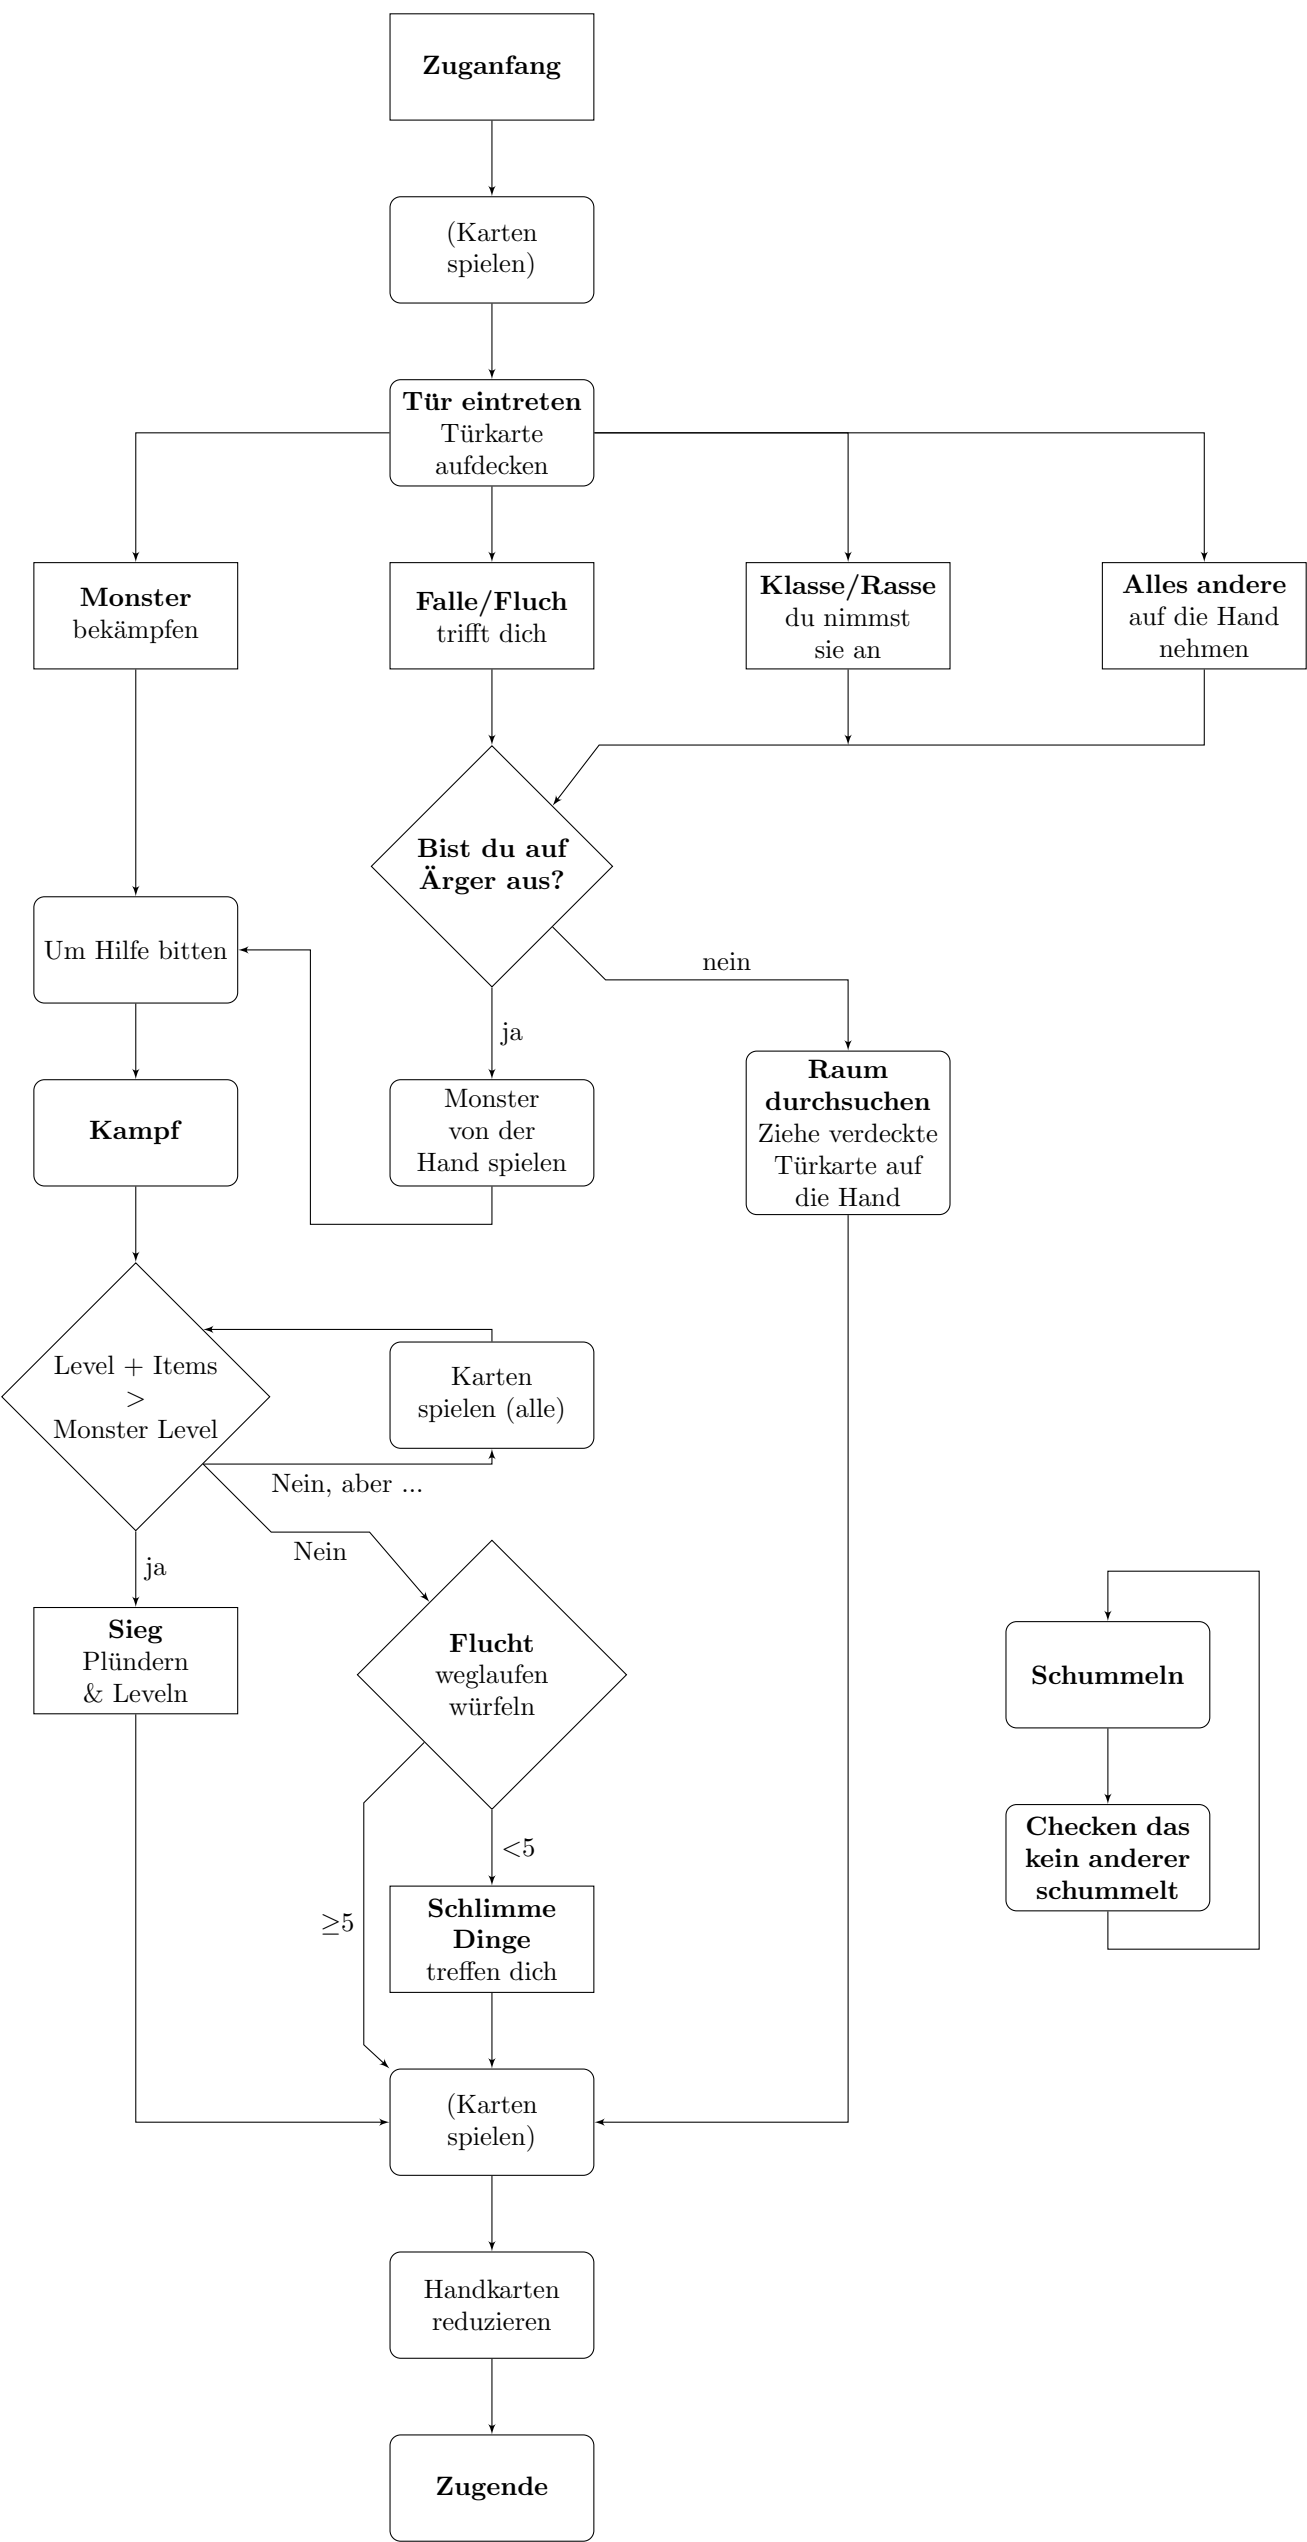 Zuganfang
(Karten
spielen)
Tür eintreten
Türkarte
aufdecken
Monster
bekämpfen
Falle/Fluch
trifft dich
Klasse/Rasse
du nimmst
sie an
Alles andere
auf die Hand
nehmen
Bist du auf
Ärger aus?
Um Hilfe bitten
nein
ja
Kampf
Monster
von der
Hand spielen
Raum
durchsuchen
Ziehe verdeckte
Türkarte auf
die Hand
Level + Items
>
Monster Level
Karten
spielen (alle)
Nein, aber ...
Nein
ja
Sieg
Plündern
& Leveln
Flucht
weglaufen
würfeln
Schummeln
<5
≥5
Schlimme
Dinge
treffen dich
Checken das
kein anderer
schummelt
(Karten
spielen)
Handkarten
reduzieren
Zugende